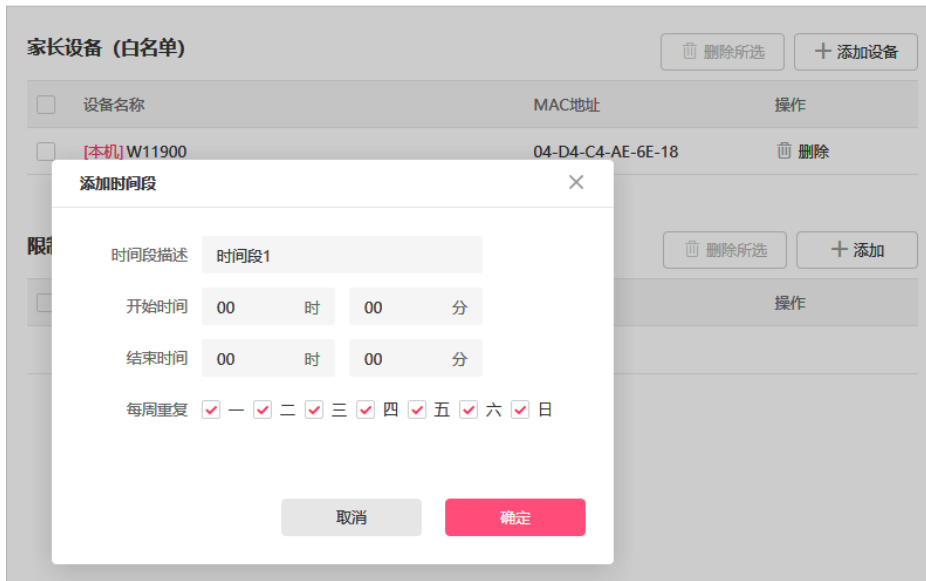 家长设备（白名单）
删除所选
添加设备
设备名称
MAC地址
操作
[本机] W11900
04-D4-C4-AE-6E-18
删除
添加时间段
限制
删除所选
添加
操作
时间段描述 时间段1
开始时间 00 时 00 分
结束时间 00 时 00 分
每周重复 一 二 三 四 五 六 日
取消
确定